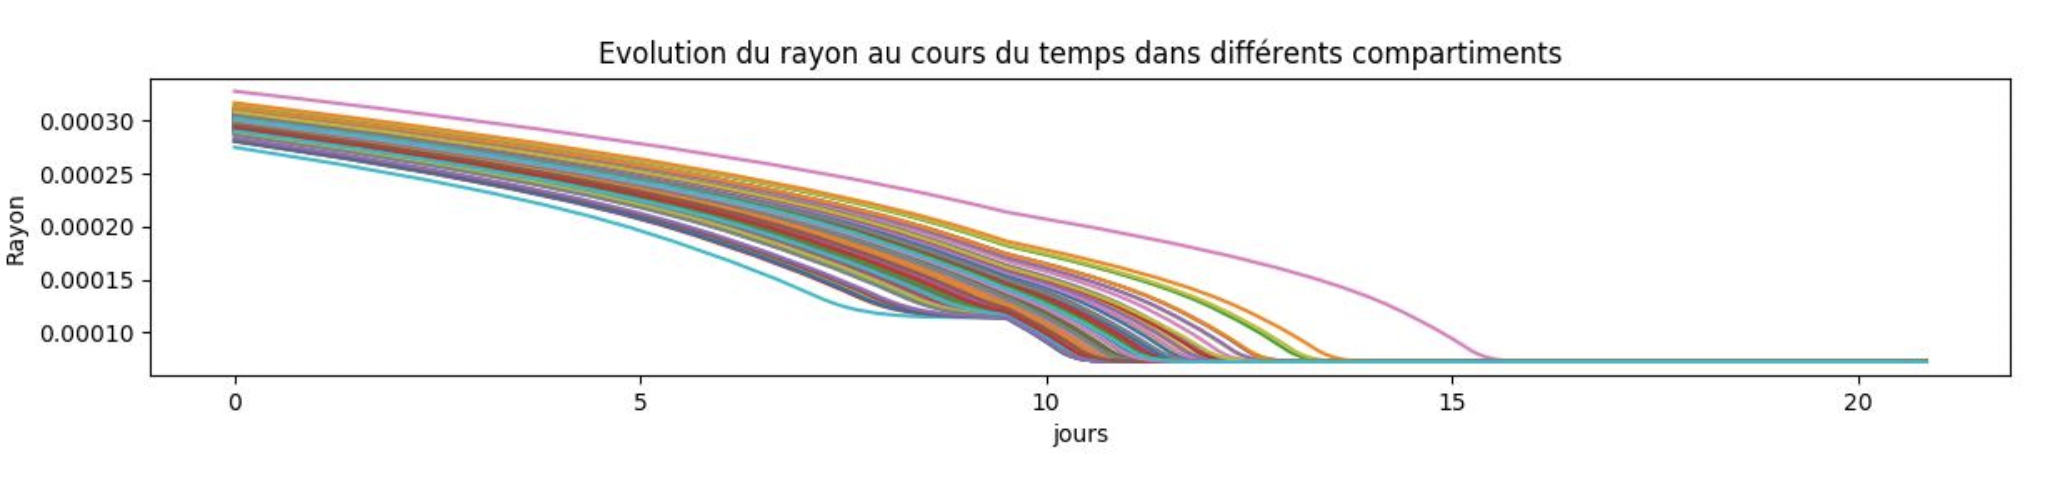 Evolution du rayon au cours du temps dans différents compartiments
0.00030
0.00025
0.00020
0.00015
0.00010
Rayon
0 5 10 15 20
jours